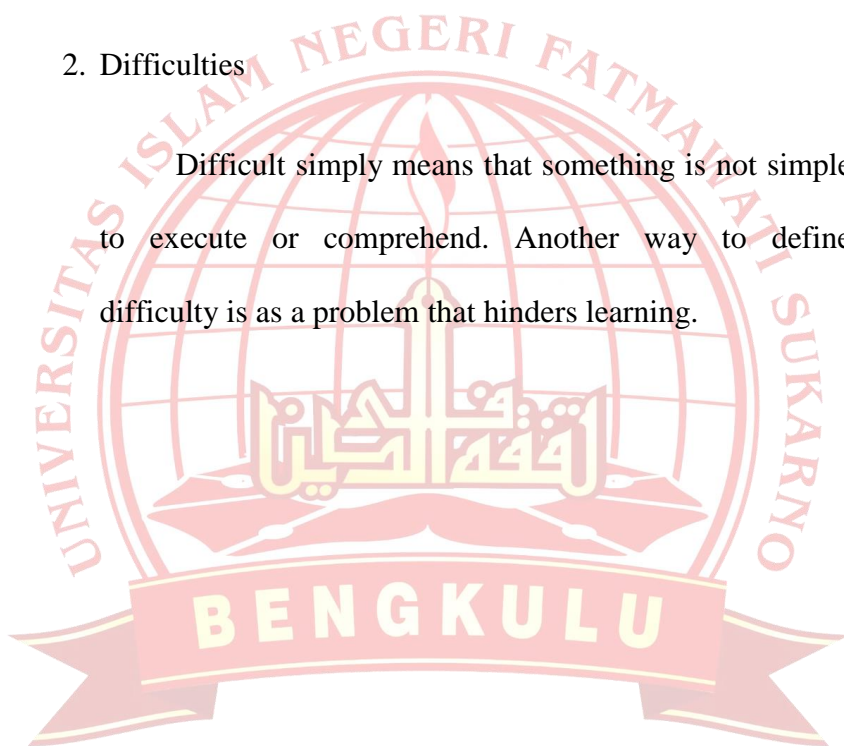 UNIVERSITAS ISLAM NEGERI FATMAWATI SUKARNO
2. Difficulties
Difficult simply means that something is not simple
to execute or comprehend. Another way to define
difficulty is as a problem that hinders learning.
BENGKULU